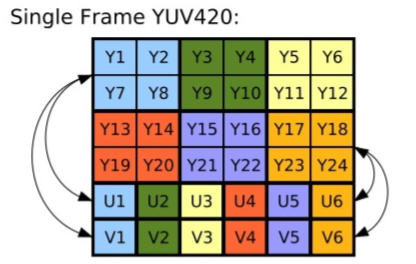 Single Frame YUV420:
Y1 Y2 Y3 Y4 Y5 Y6
Y7 Y8 Y9 Y10 Y11 Y12
Y13 Y14 Y15 Y16 Y17 Y18
Y19 Y20 Y21 Y22 Y23 Y24
U1 U2 U3 U4 U5 U6
V1 V2 V3 V4 V5 V6